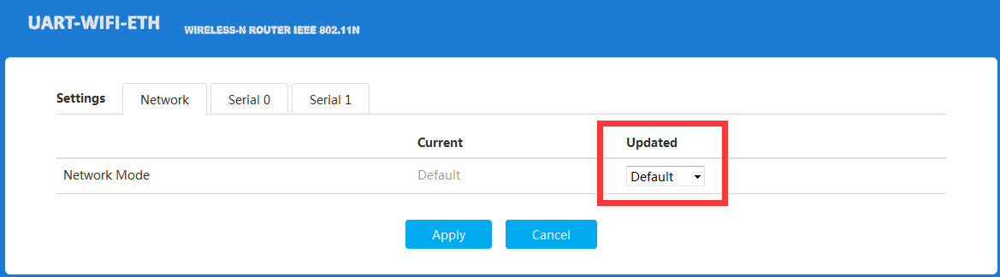 UART-WIFI-ETH WIRELESS-N ROUTER IEEE 802.11N
Settings Network Serial 0 Serial 1
Current Updated
Network Mode Default Default
Apply Cancel